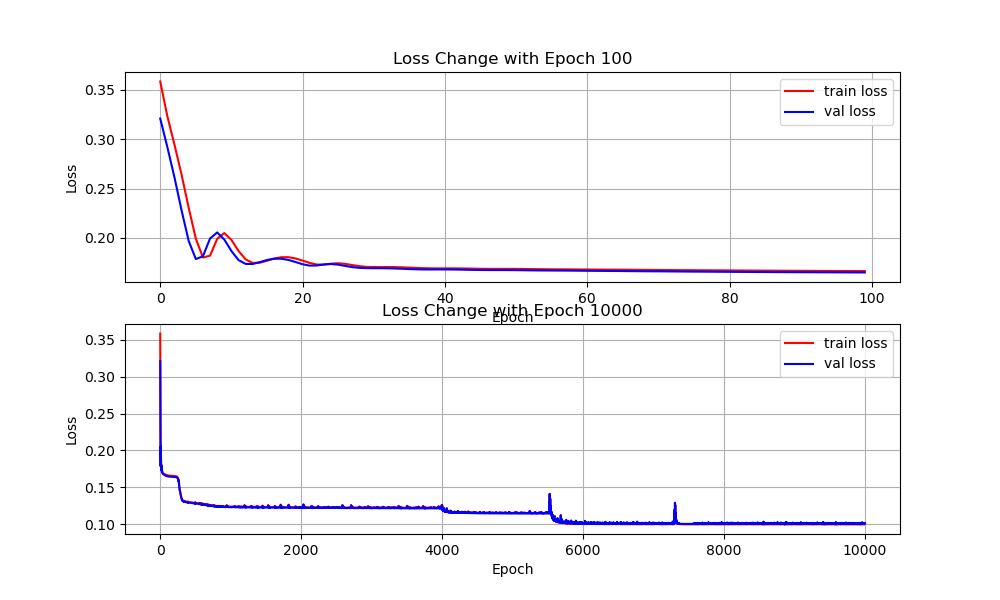 Loss Change with Epoch 100
Loss
0.35
0.30
0.25
0.20
train loss
val loss
0 20 40 60 80 100
Epoch
Loss Change with Epoch 10000
Loss
0.35
0.30
0.25
0.20
0.15
0.10
train loss
val loss
0 2000 4000 6000 8000 10000
Epoch